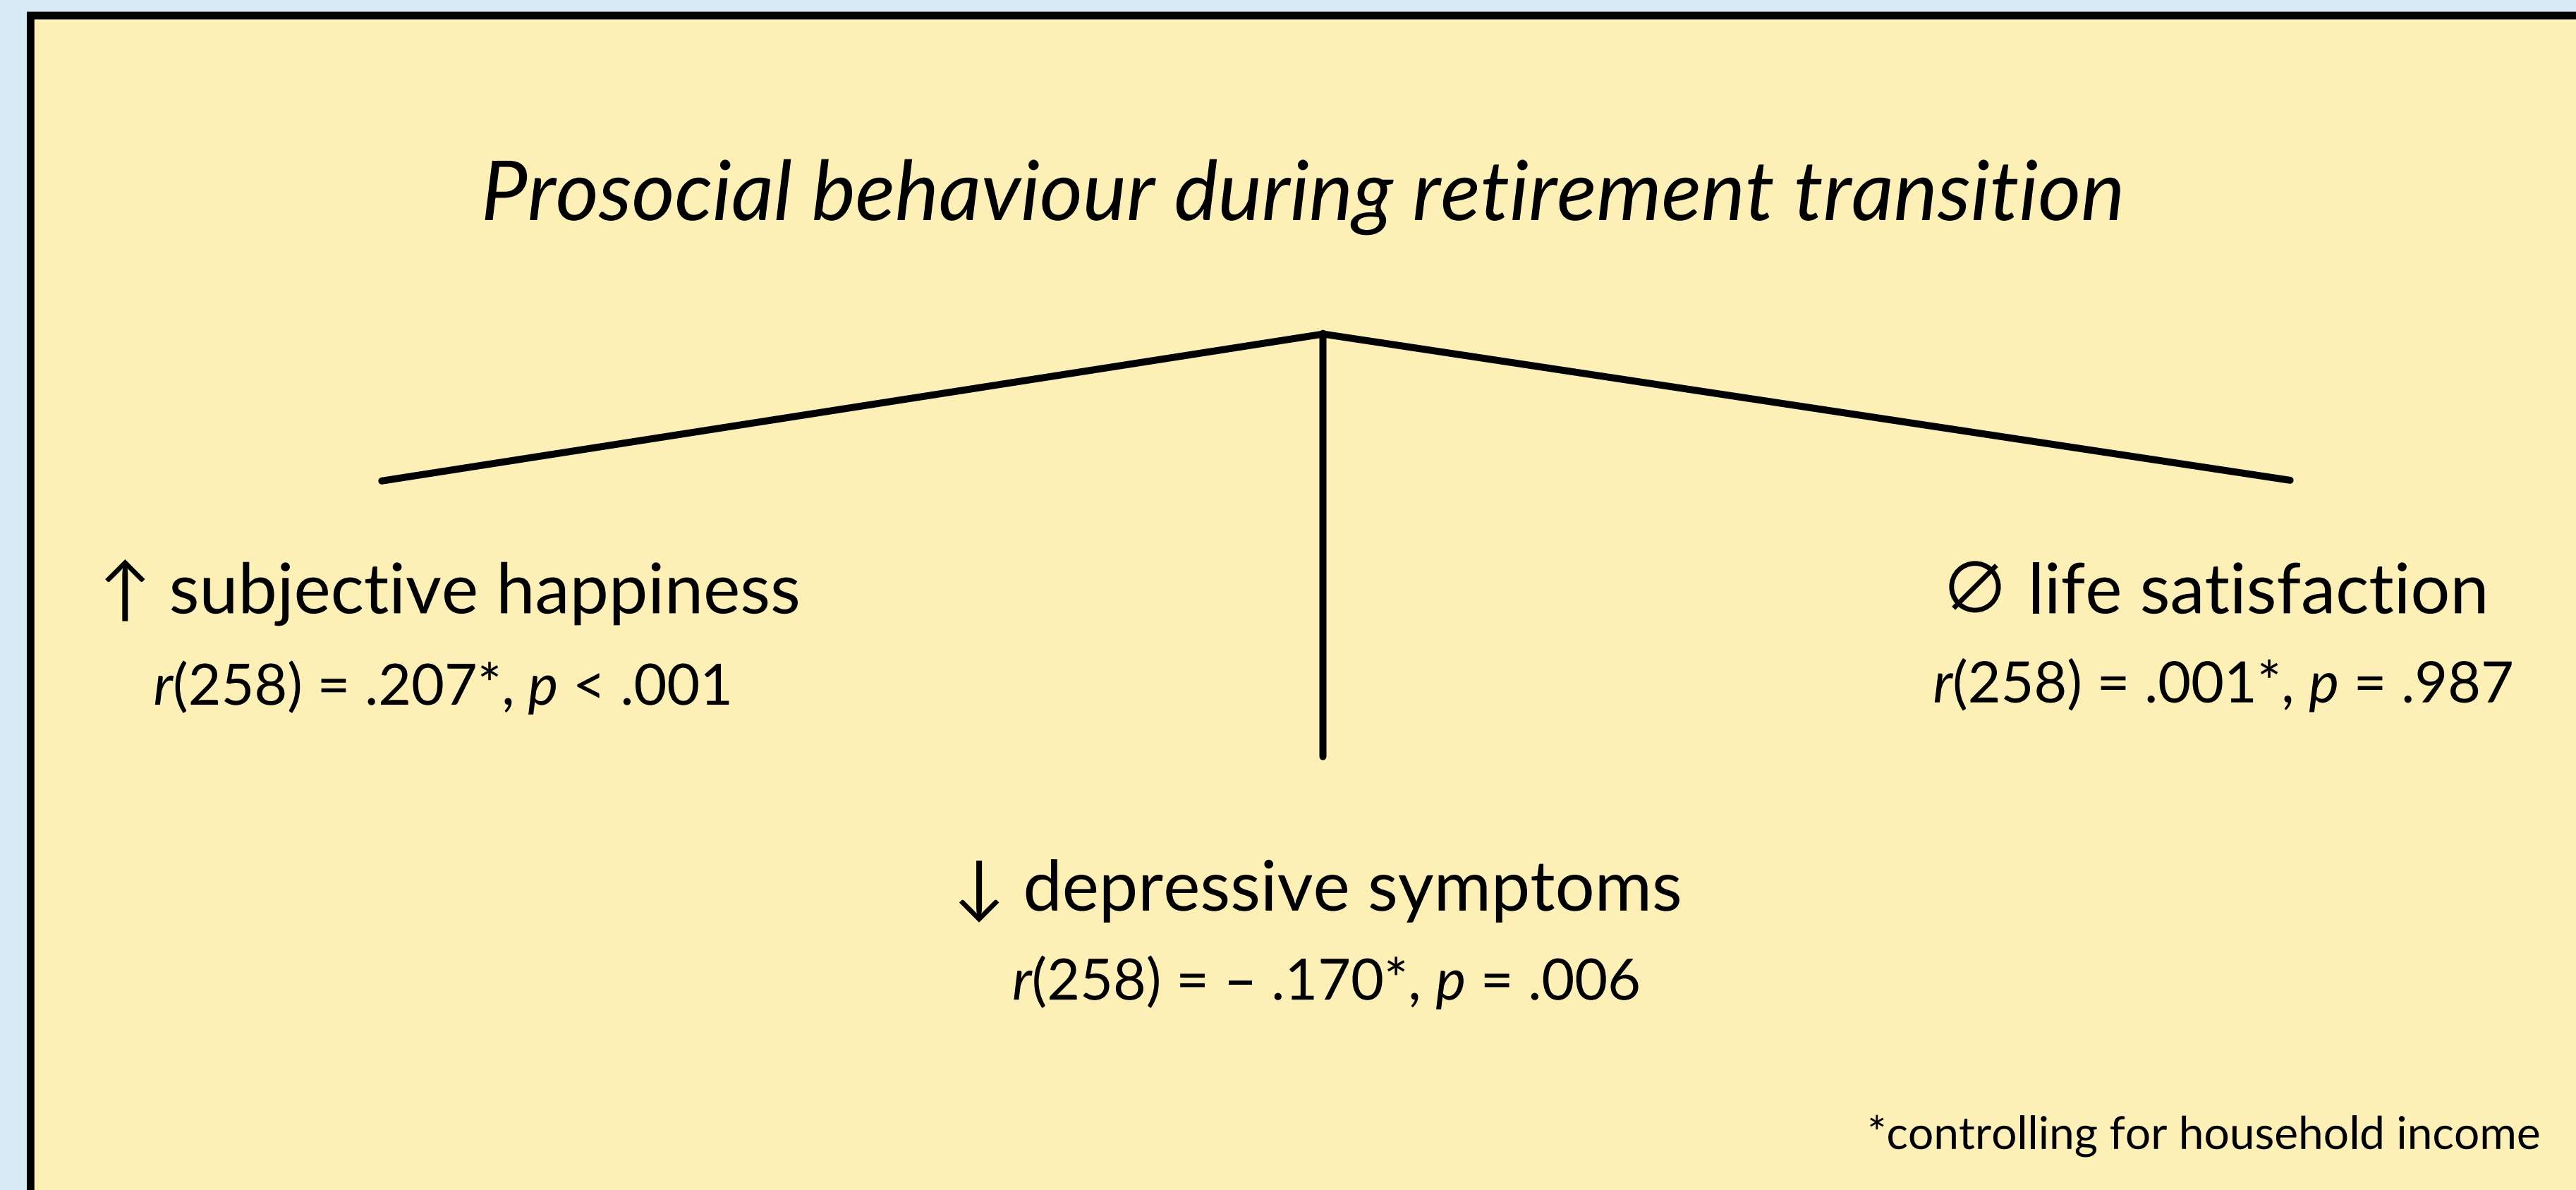 Prosocial behaviour during retirement transition
↑ subjective happiness
r(258) = .207*, p < .001
∅ life satisfaction
r(258) = .001*, p = .987
↓ depressive symptoms
r(258) = – .170*, p = .006
*controlling for household income